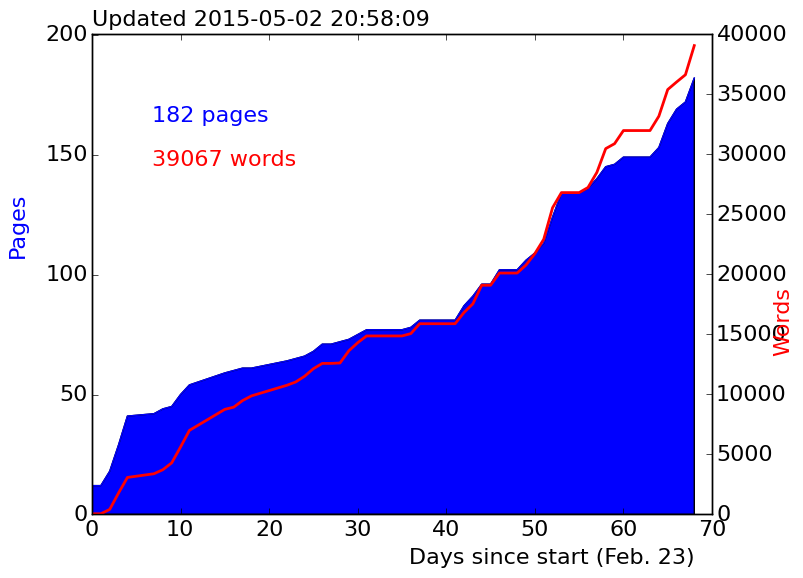 Updated 2015-05-02 20:58:09
200
150
100
50
0
Pages
182 pages
39067 words
40000
35000
30000
25000
20000
15000
10000
5000
0
Words
0 10 20 30 40 50 60 70
Days since start (Feb. 23)